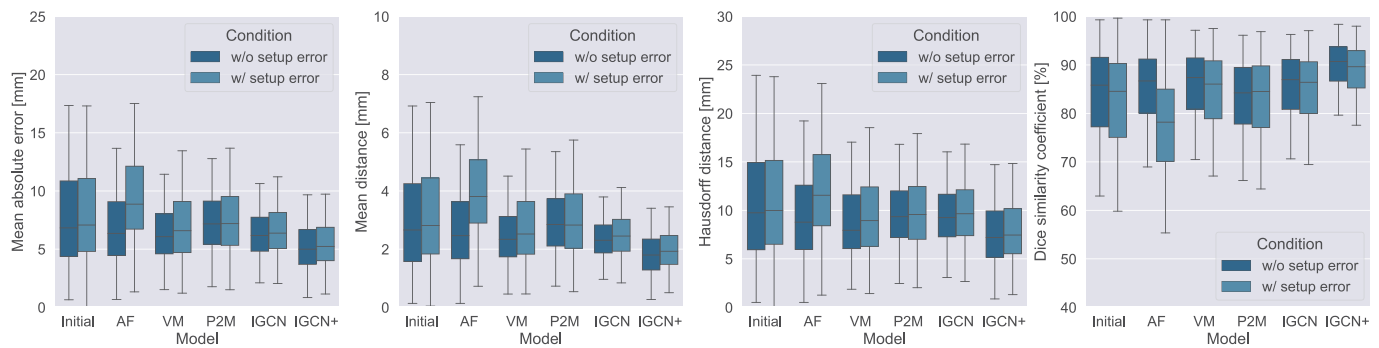 Mean absolute error [mm]
25
20
15
10
5
0
Condition
w/o setup error
w/ setup error
Initial AF VM P2M IGCN IGCN+
Model
Mean distance [mm]
10
8
6
4
2
0
Condition
w/o setup error
w/ setup error
Initial AF VM P2M IGCN IGCN+
Model
Hausdorff distance [mm]
30
25
20
15
10
5
0
Condition
w/o setup error
w/ setup error
Initial AF VM P2M IGCN IGCN+
Model
Dice similarity coefficient [%]
100
90
80
70
60
50
40
Condition
w/o setup error
w/ setup error
Initial AF VM P2M IGCN IGCN+
Model